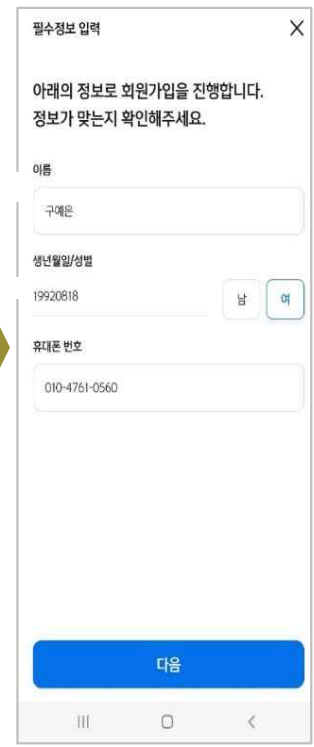 필수정보 입력
아래의 정보로 회원가입을 진행합니다.
정보가 맞는지 확인해주세요.
이름
구예은
생년월일/성별
19920818 남 여
휴대폰 번호
010-4761-0560
다음